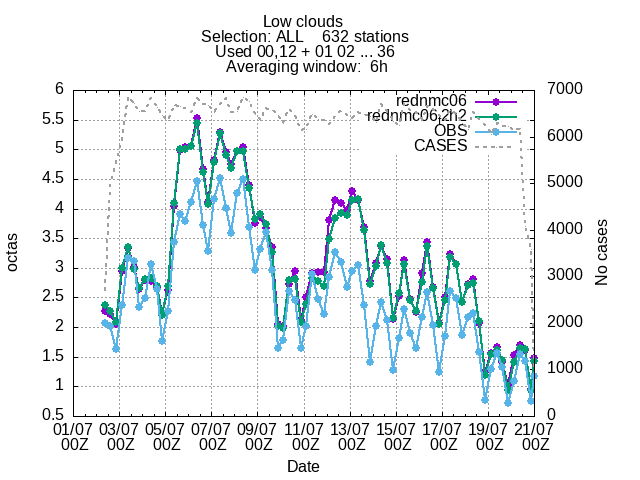 Low clouds
Selection: ALL 632 stations
Used 00,12 + 01 02 ... 36
Averaging window: 6h
6
5.5
5
4.5
4
3.5
3
2.5
2
1.5
1
0.5
octas
7000
6000
5000
4000
3000
2000
1000
0
No cases
rednmc06
rednmc06,2h2
OBS
CASES
01/07 03/07 05/07 07/07 09/07 11/07 13/07 15/07 17/07 19/07 21/07
00Z 00Z 00Z 00Z 00Z 00Z 00Z 00Z 00Z 00Z 00Z
Date